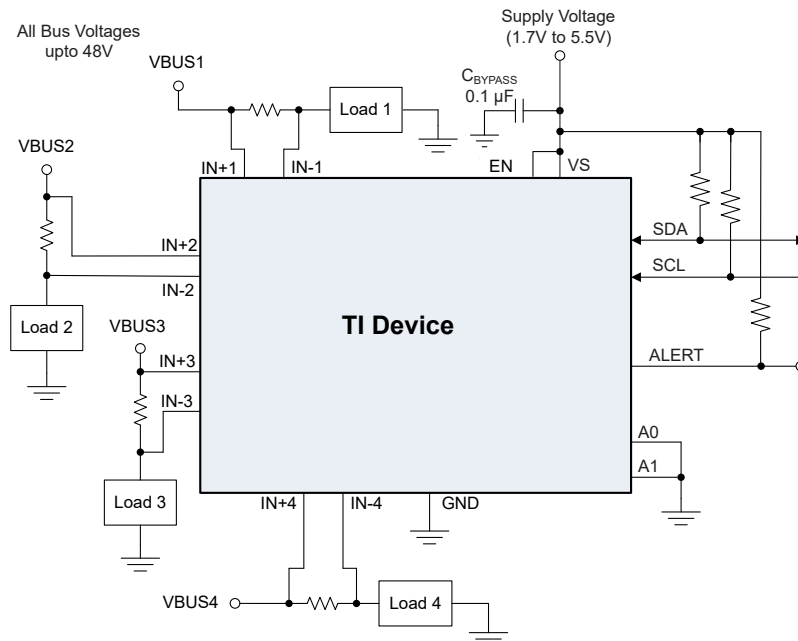 All Bus Voltages
upto 48V
Supply Voltage
(1.7V to 5.5V)
VBUS1
CBYPASS
0.1 µF
Load 1
VBUS2
IN+1
IN-1
EN
VS
SDA
IN+2
SCL
IN-2
Load 2
TI Device
VBUS3
IN+3
ALERT
IN-3
A0
A1
Load 3
IN+4
IN-4
GND
VBUS4
Load 4